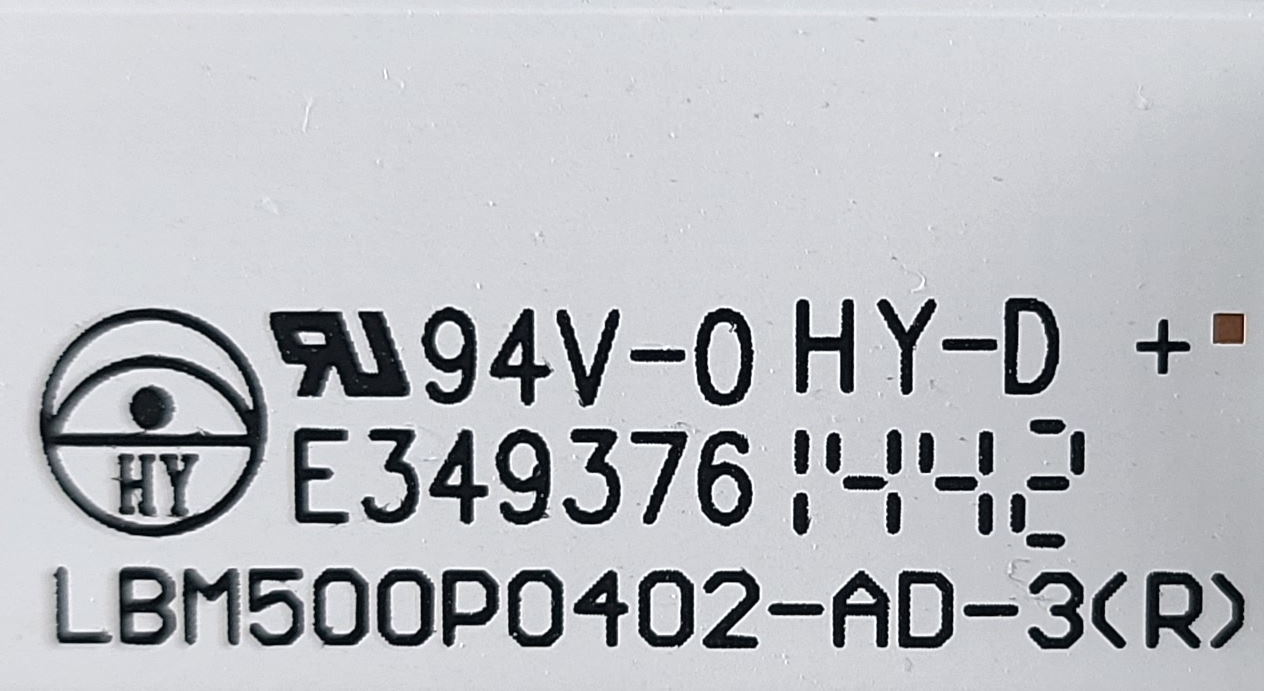 HY
94V-0 HY-D +
E349376 1442
LBM500P0402-AD-3(R)